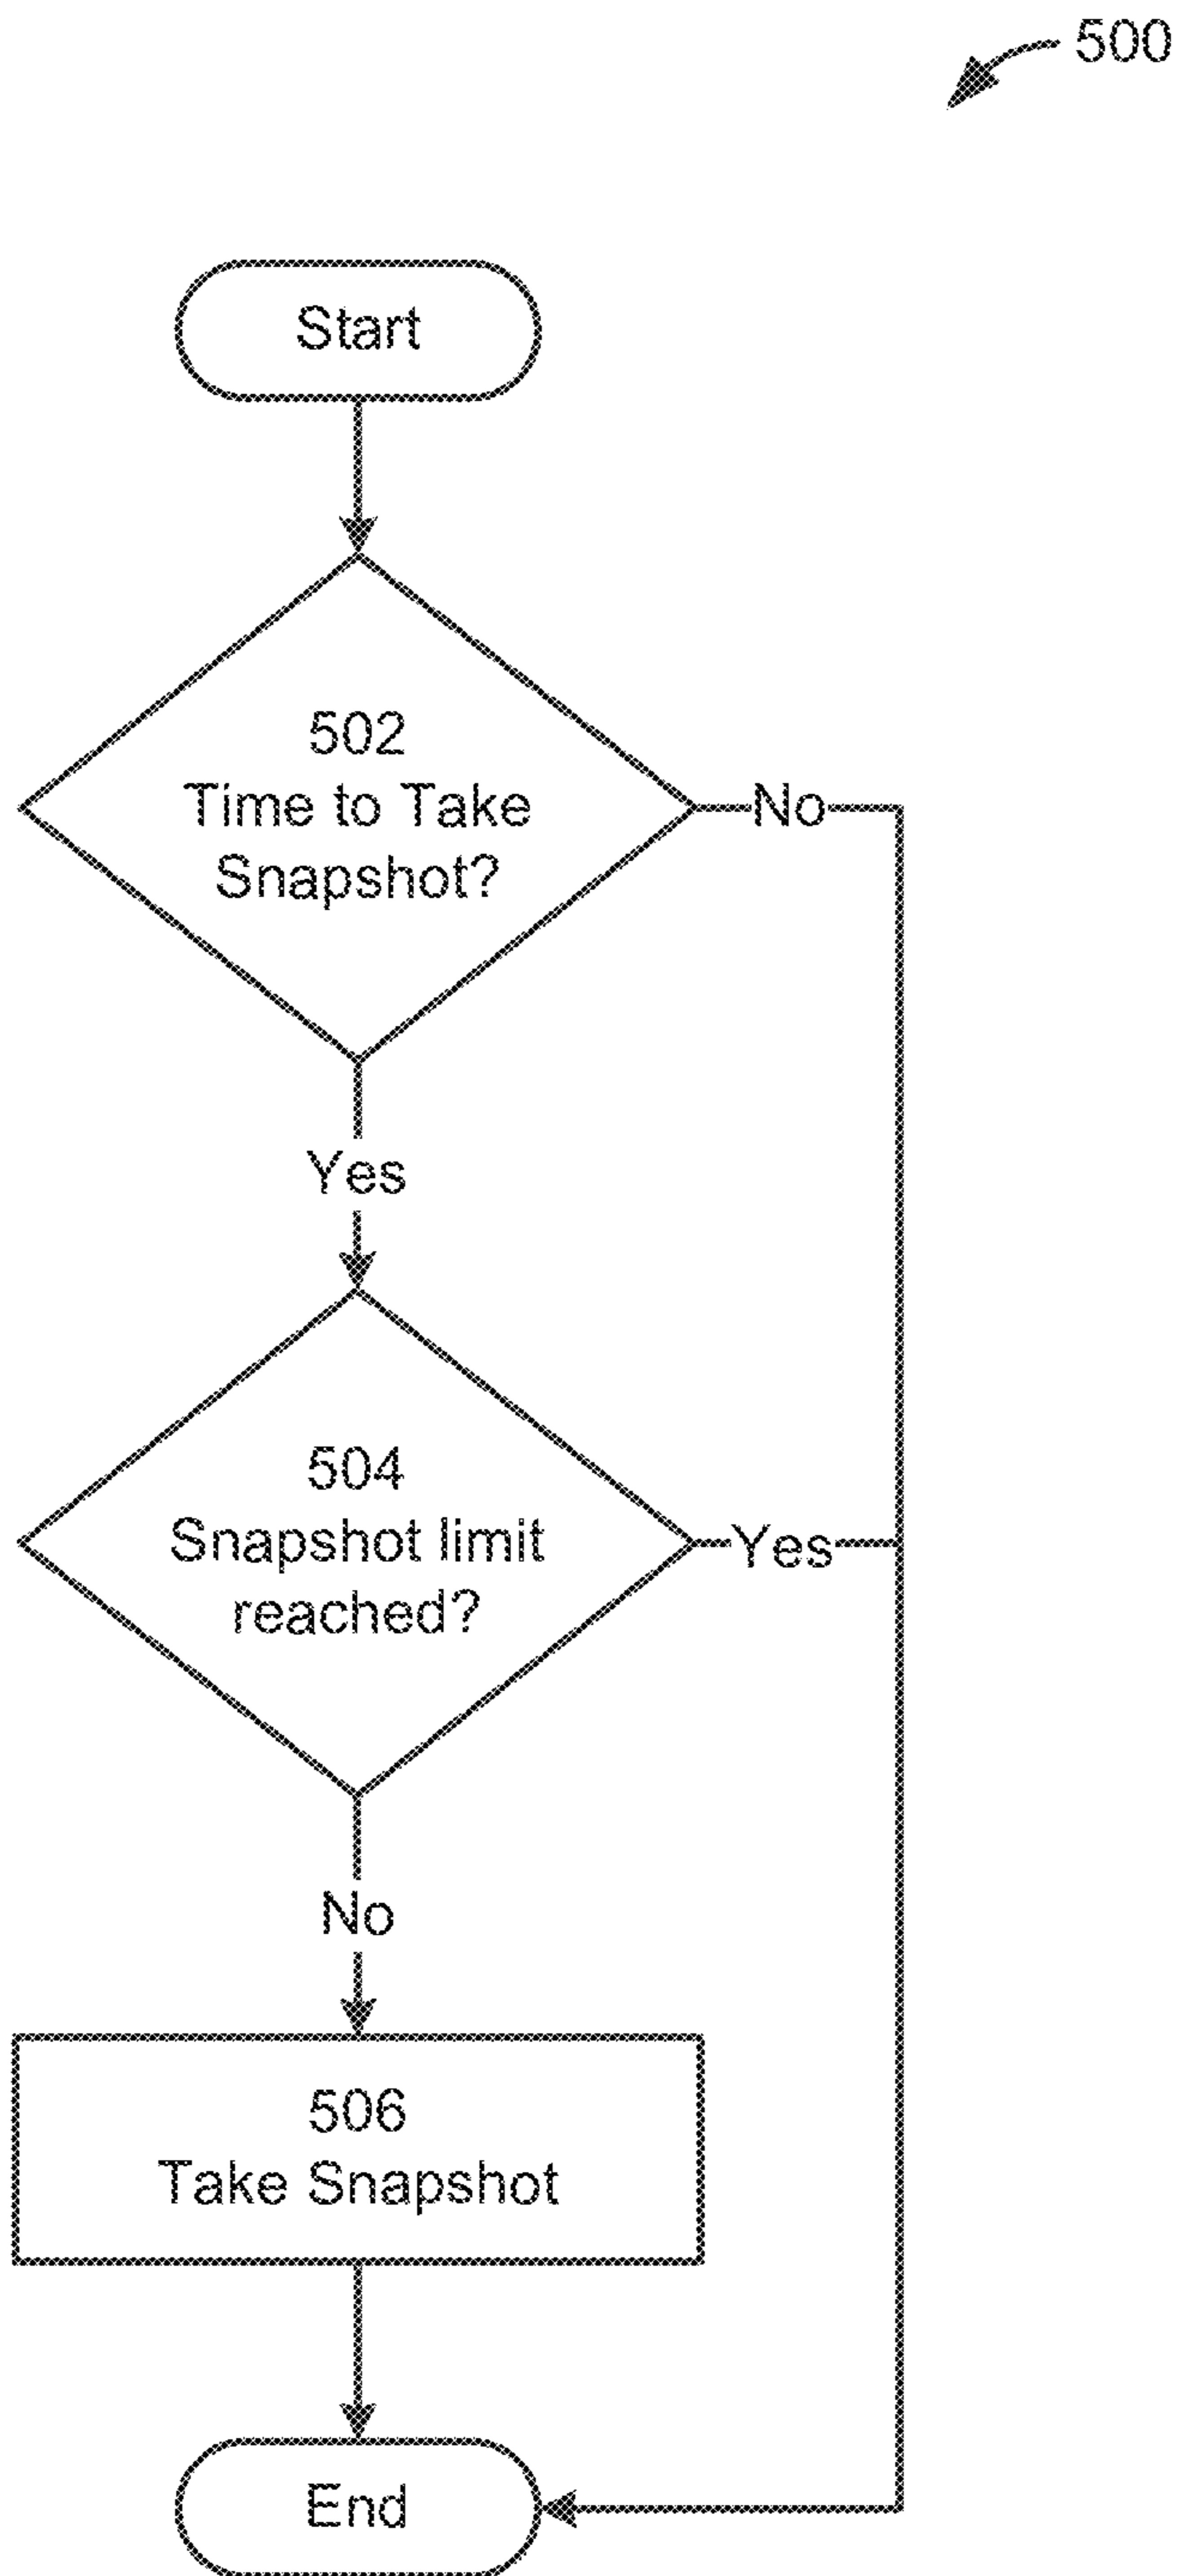 500
Start
502
Time to Take
Snapshot?
No
Yes
504
Snapshot limit
reached?
Yes
No
506
Take Snapshot
End